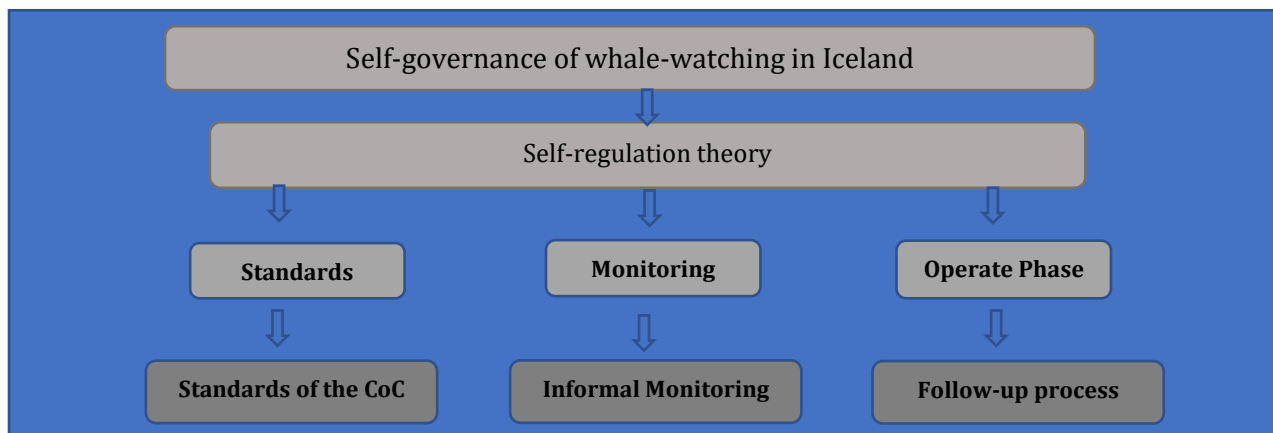 Self-governance of whale-watching in Iceland
Self-regulation theory
Standards
Monitoring
Operate Phase
Standards of the CoC
Informal Monitoring
Follow-up process